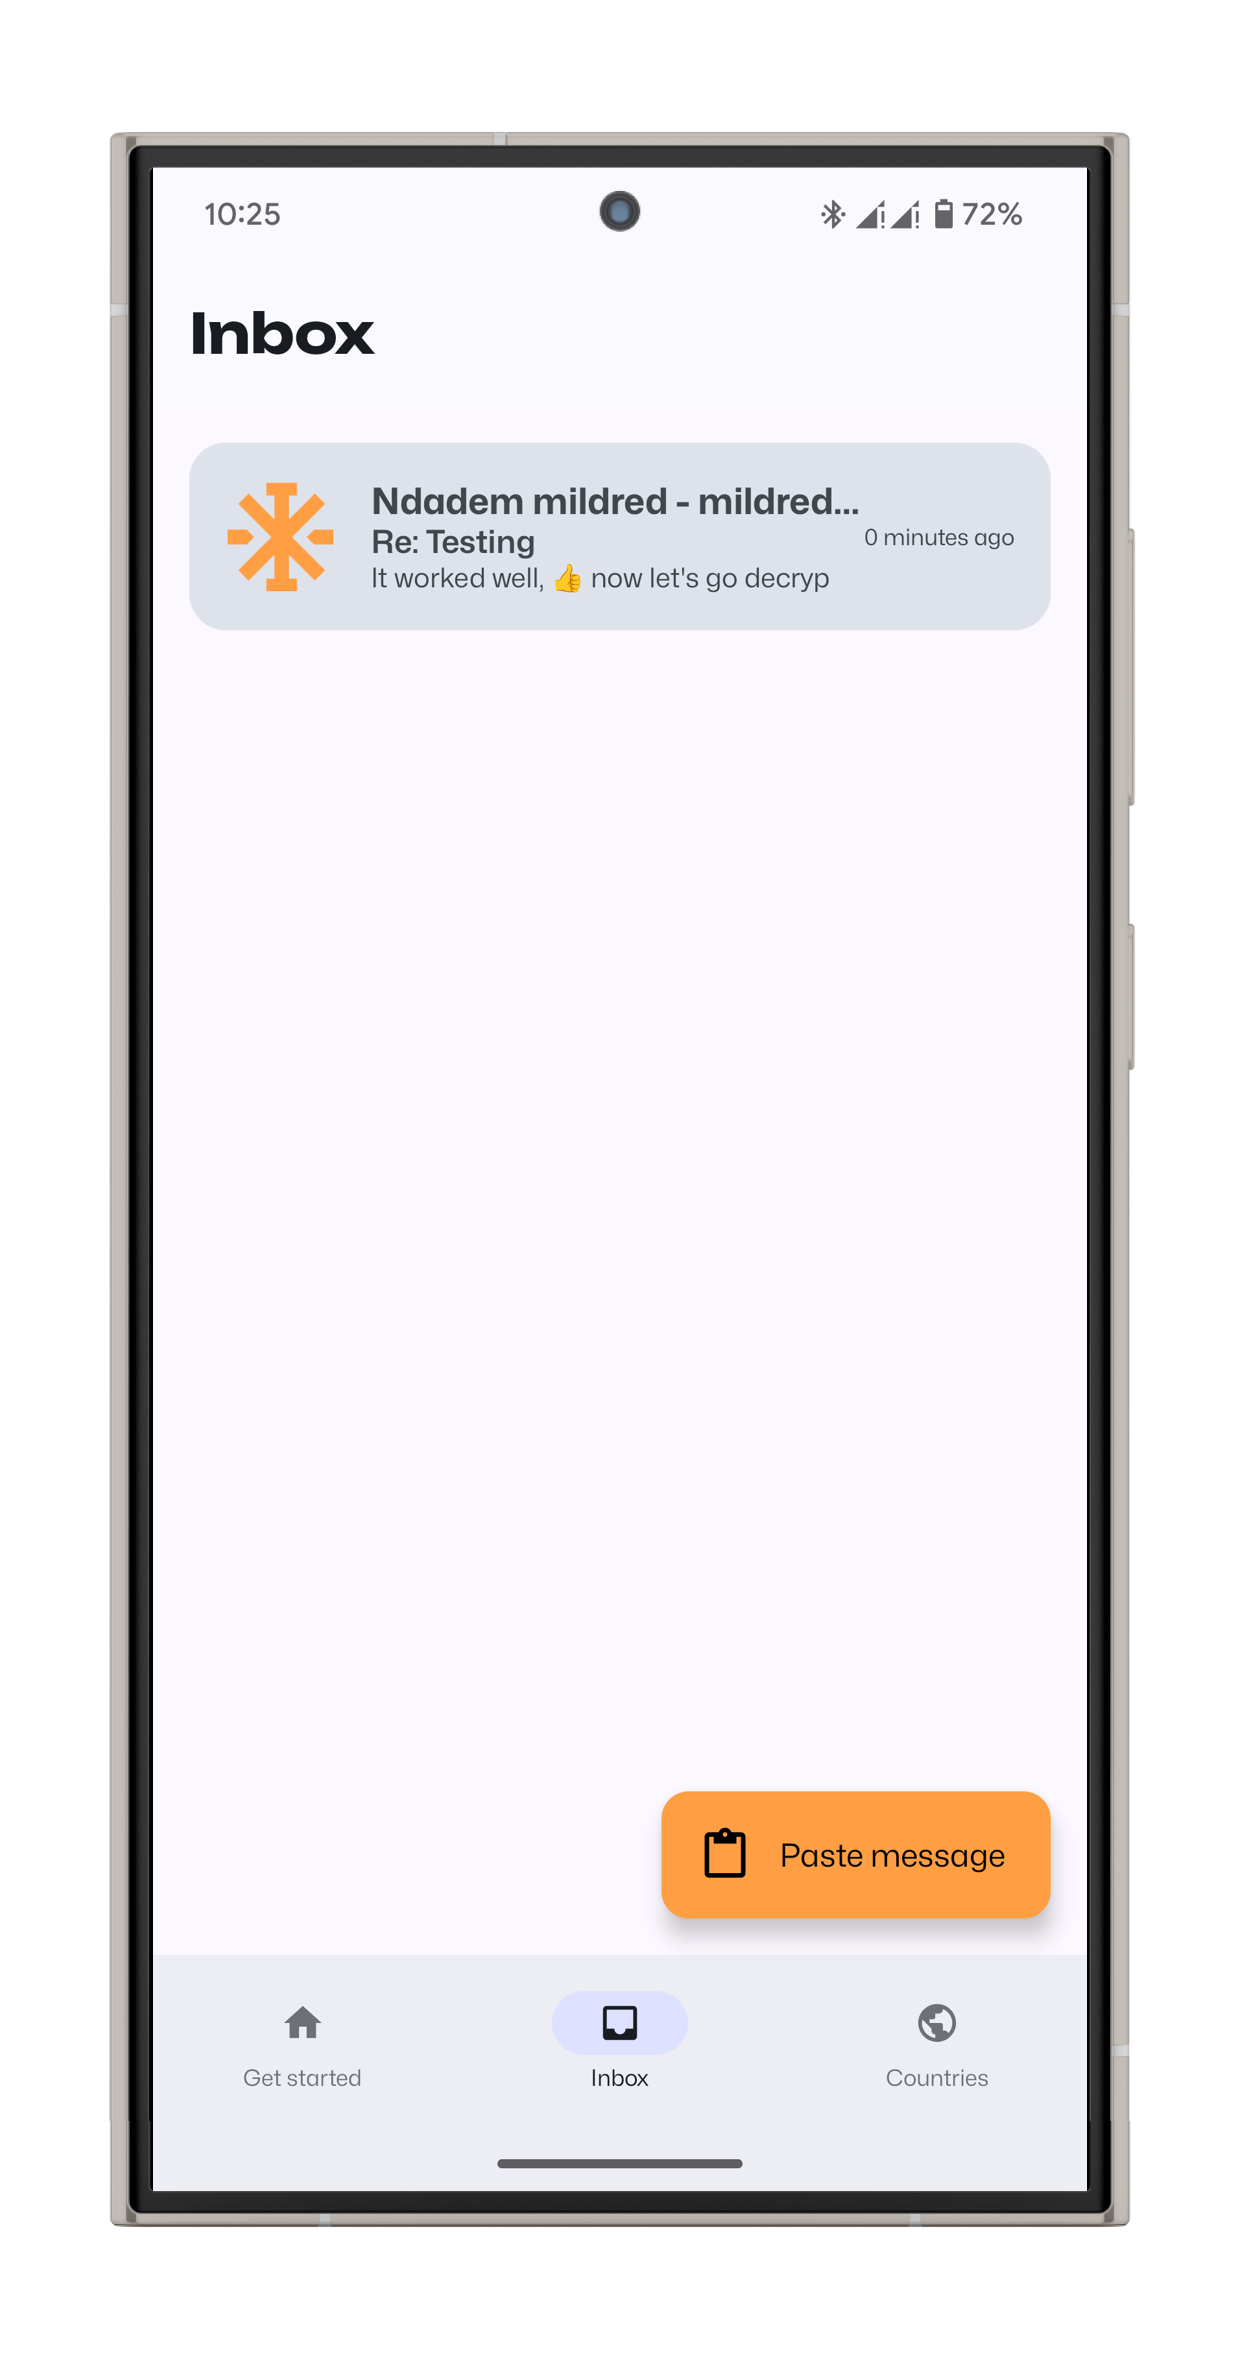 10:25
72%
Inbox
Ndadem mildred - mildred...
Re: Testing
0 minutes ago
It worked well, 👍 now let's go decryp
Paste message
Get started
Inbox
Countries